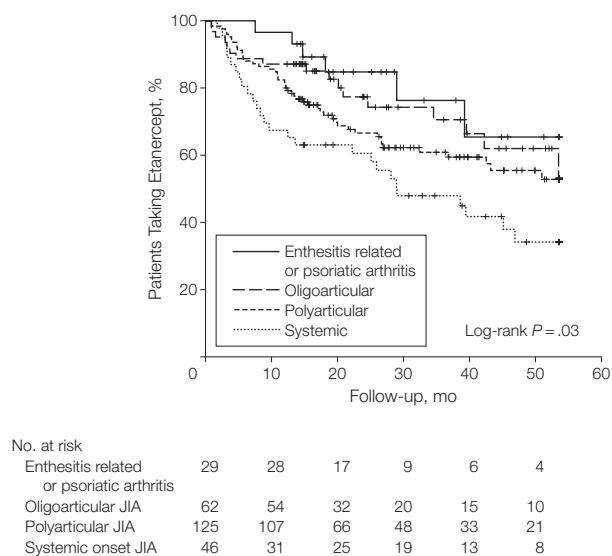 100
80
60
40
20
Patients Taking Etanercept, %
Enthesitis related
or psoriatic arthritis
Oligoarticular
Polyarticular
Systemic
Log-rank P = .03
0 10 20 30 40 50 60
Follow-up, mo
No. at risk
Enthesitis related 29 28 17 9 6 4
or psoriatic arthritis
Oligoarticular JIA 62 54 32 20 15 10
Polyarticular JIA 125 107 66 48 33 21
Systemic onset JIA 46 31 25 19 13 8